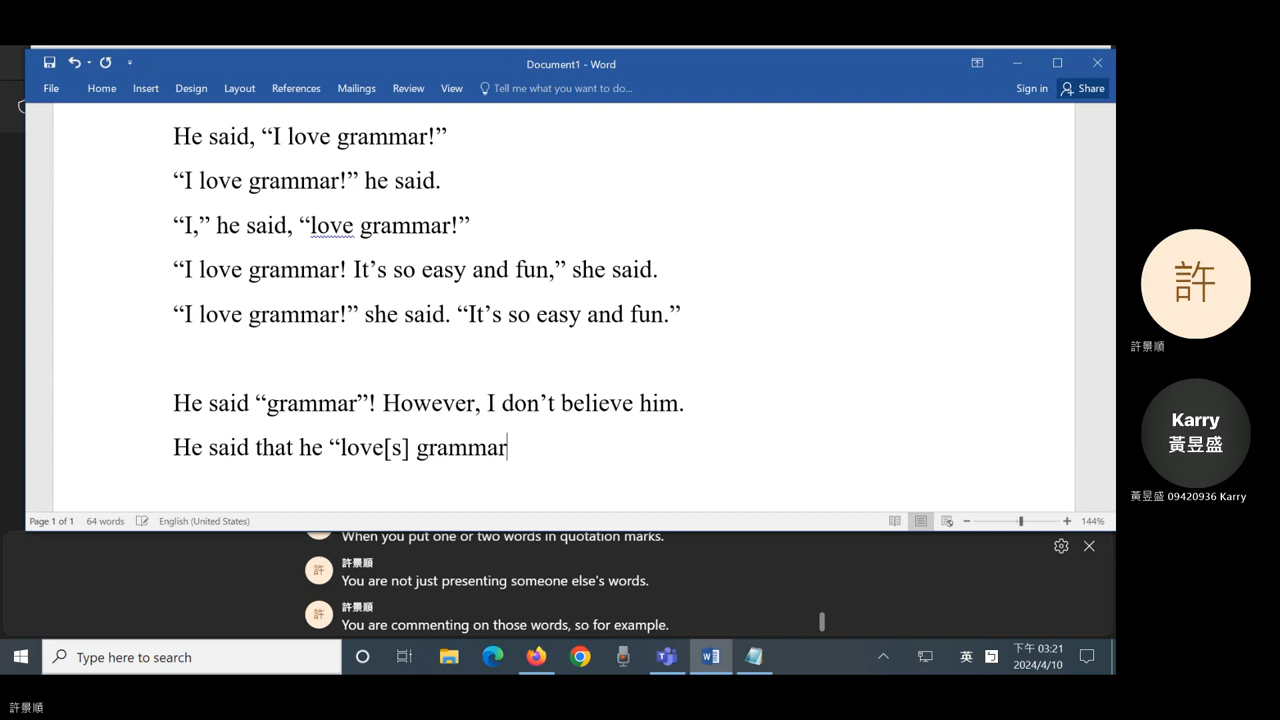 Document1 - Word
File Home Insert Design Layout References Mailings Review View Tell me what you want to do... Sign in Share
He said, “I love grammar!”
“I love grammar!” he said.
“I,” he said, “love grammar!”
“I love grammar! It’s so easy and fun,” she said.
“I love grammar!” she said. “It’s so easy and fun.”
He said “grammar”! However, I don’t believe him.
He said that he “love[s] grammar
Page 1 of 1 64 words English (United States) 144%
When you put one or two words in quotation marks.
許 許景順
You are not just presenting someone else's words.
許 許景順
You are commenting on those words, so for example.
Type here to search
英
下午 03:21
2024/4/10
許
許景順
Karry
黃昱盛
黃昱盛 09420936 Karry
許景順